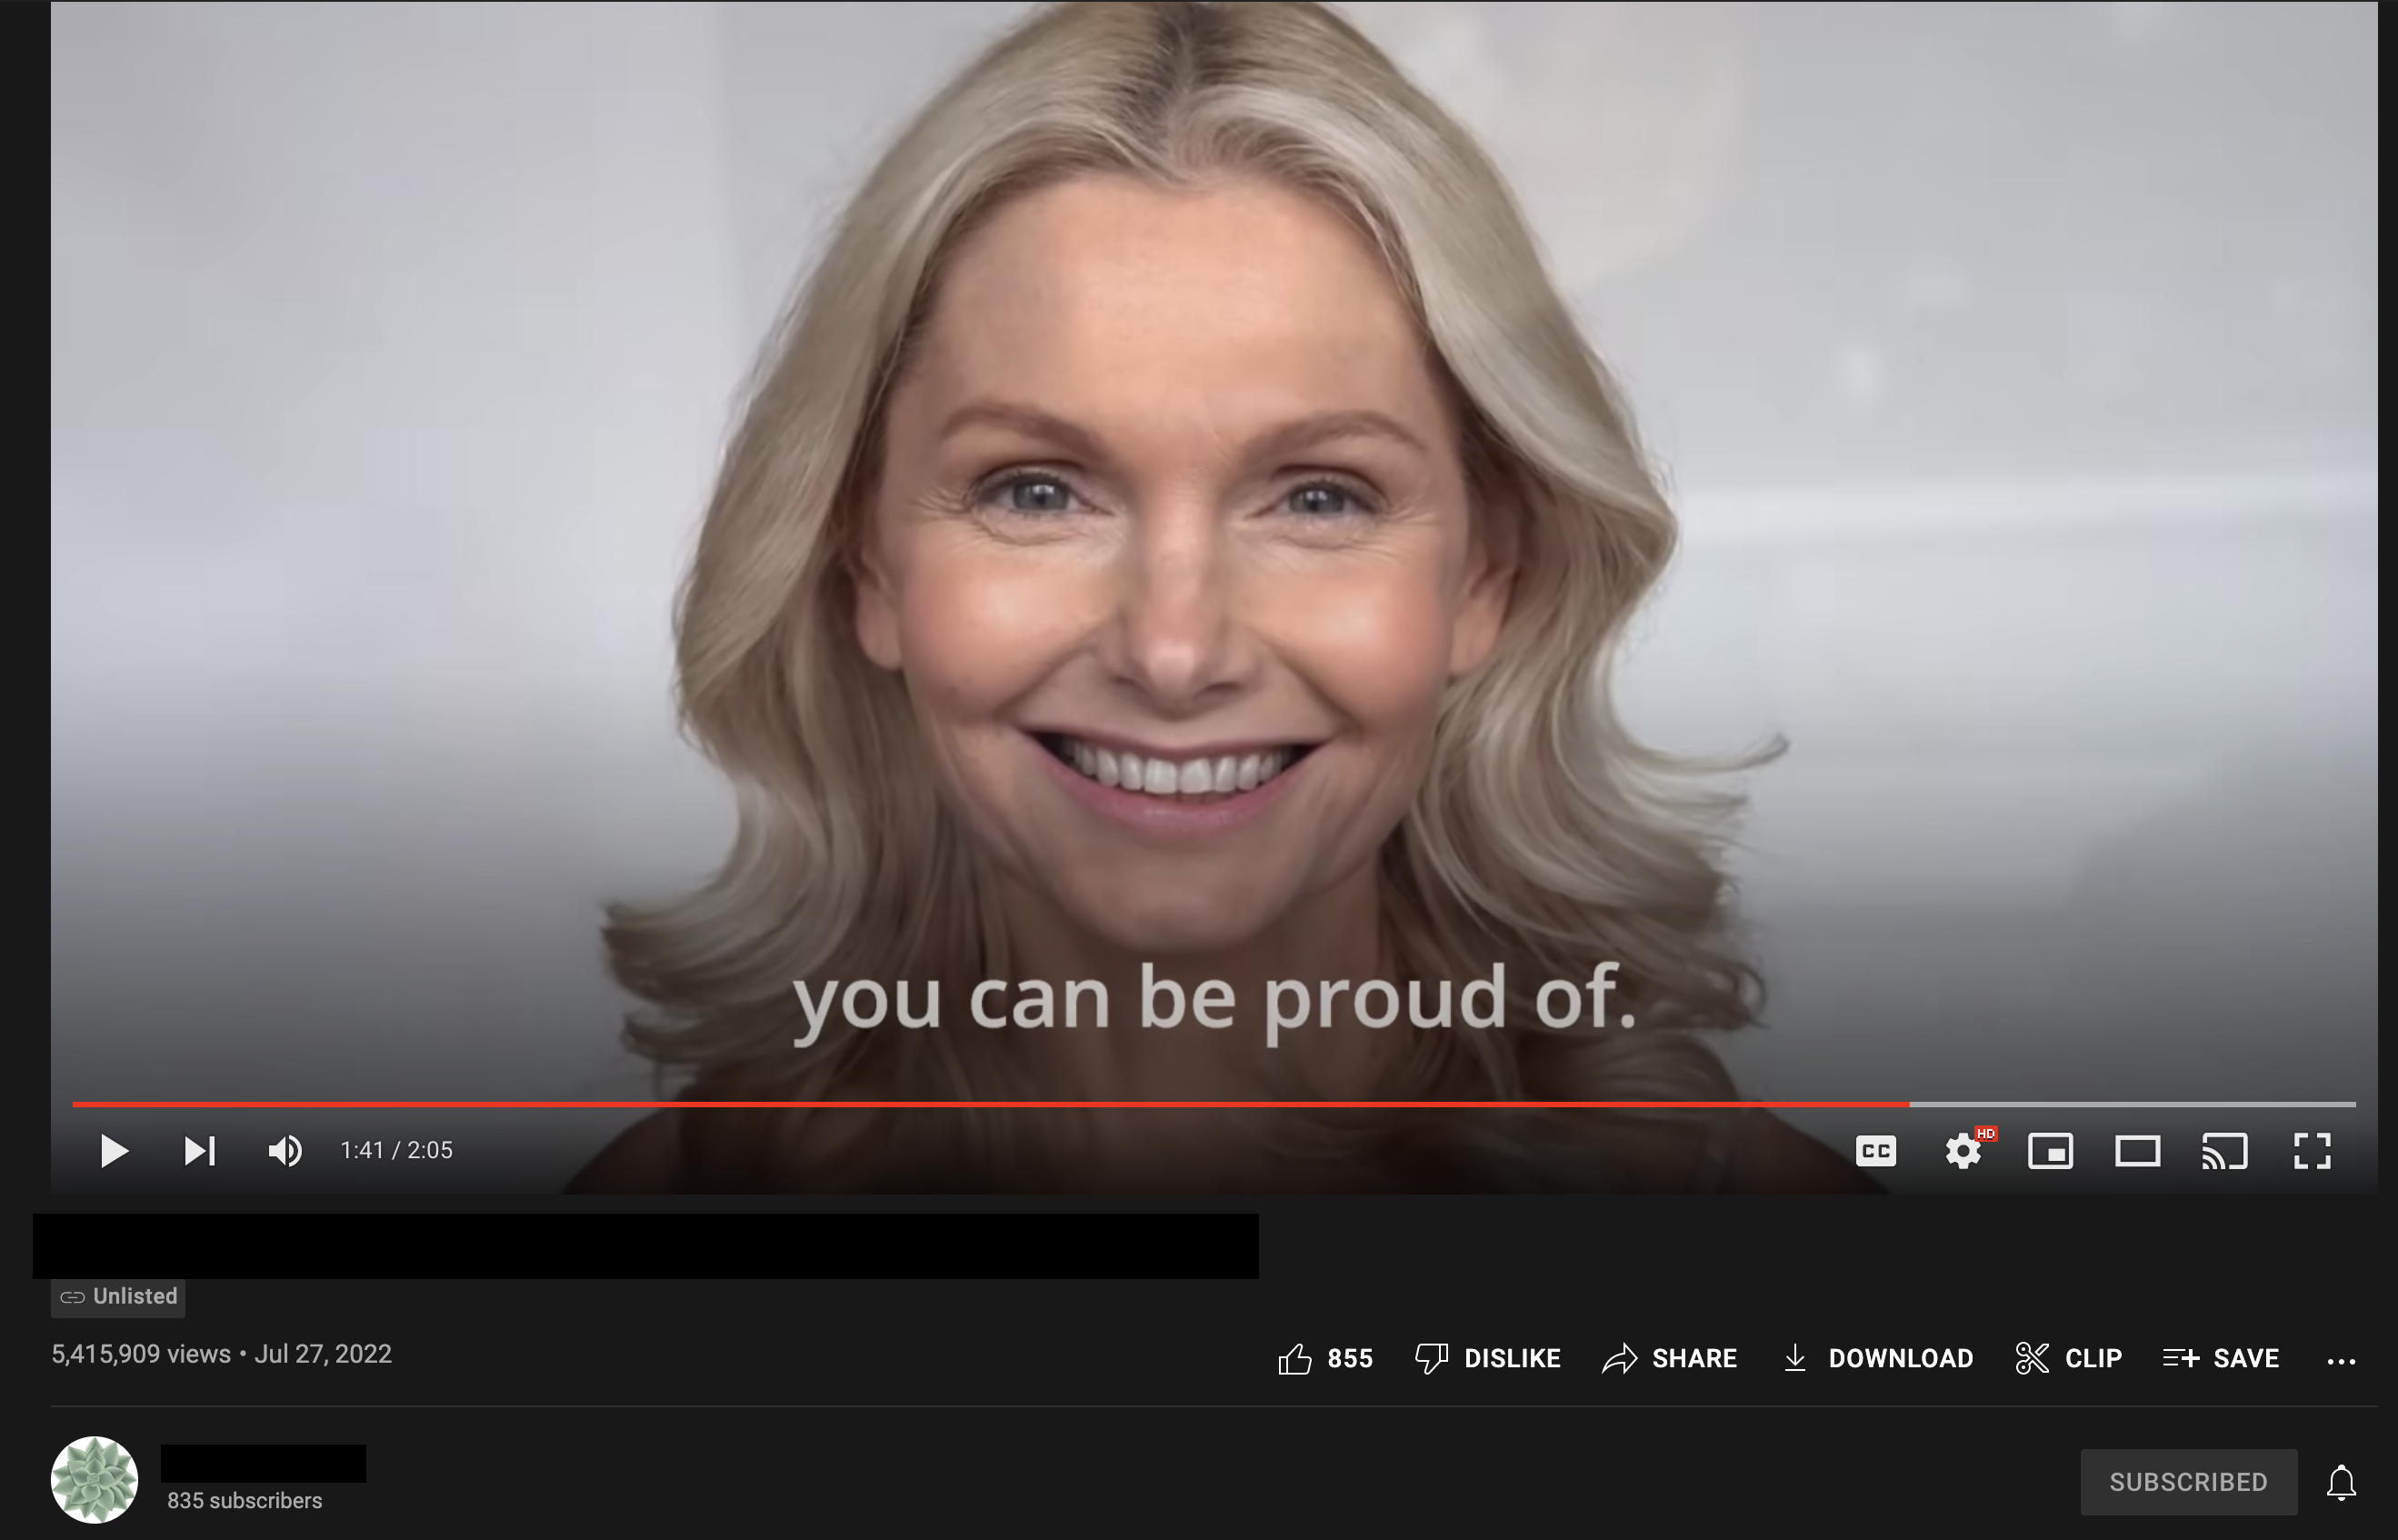 you can be proud of.
1:41 / 2:05
CC
HD
Unlisted
5,415,909 views • Jul 27, 2022
855 DISLIKE SHARE DOWNLOAD CLIP SAVE
835 subscribers
SUBSCRIBED